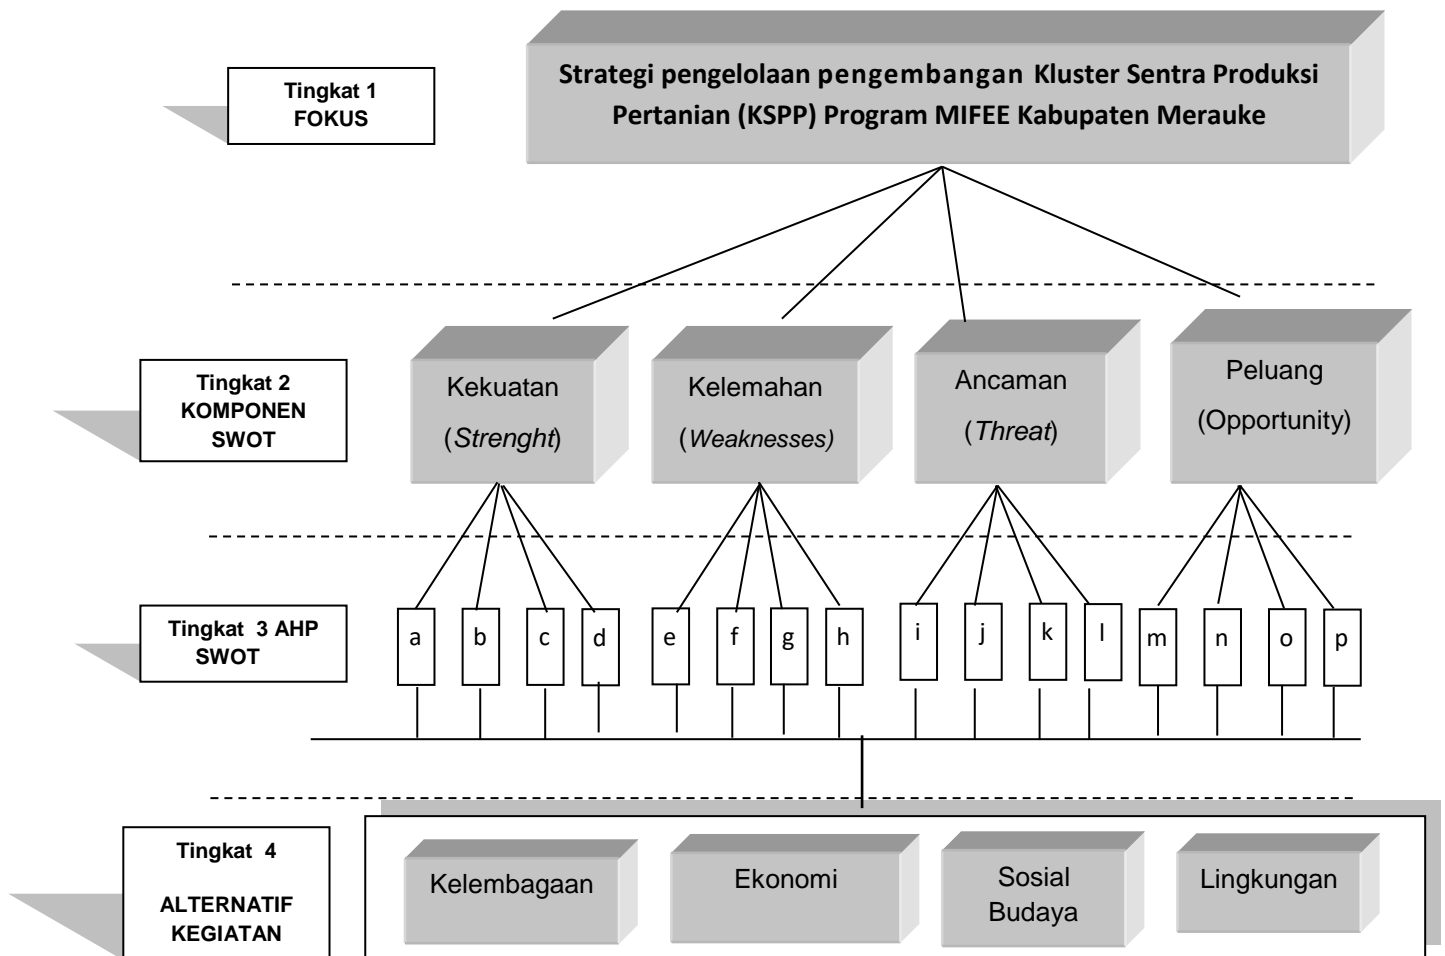 Tingkat 1
FOKUS
Strategi pengelolaan pengembangan Kluster Sentra Produksi
Pertanian (KSPP) Program MIFEE Kabupaten Merauke
Tingkat 2
KOMPONEN
SWOT
Kekuatan
(Strenght)
Kelemahan
(Weaknesses)
Ancaman
(Threat)
Peluang
(Opportunity)
Tingkat 3 AHP
SWOT
a
b
c
d
e
f
g
h
i
j
k
l
m
n
o
p
Tingkat 4
ALTERNATIF
KEGIATAN
Kelembagaan
Ekonomi
Sosial
Budaya
Lingkungan